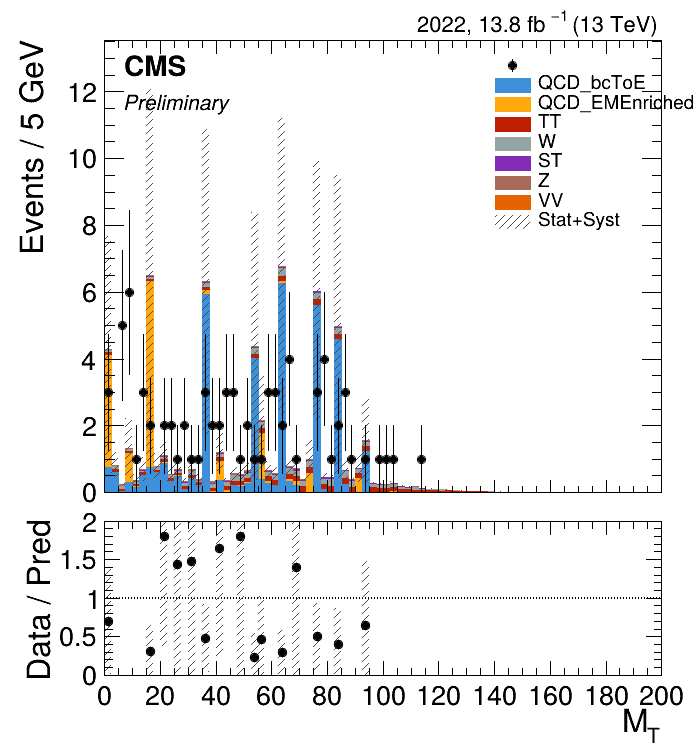 2022, 13.8 fb⁻¹ (13 TeV)
CMS
Preliminary
QCD_bcToE
QCD_EMEnriched
TT
W
ST
Z
VV
Stat+Syst
Events / 5 GeV
12
10
8
6
4
2
0
Data / Pred
2
1.5
1
0.5
0
0 20 40 60 80 100 120 140 160 180 200
M_T